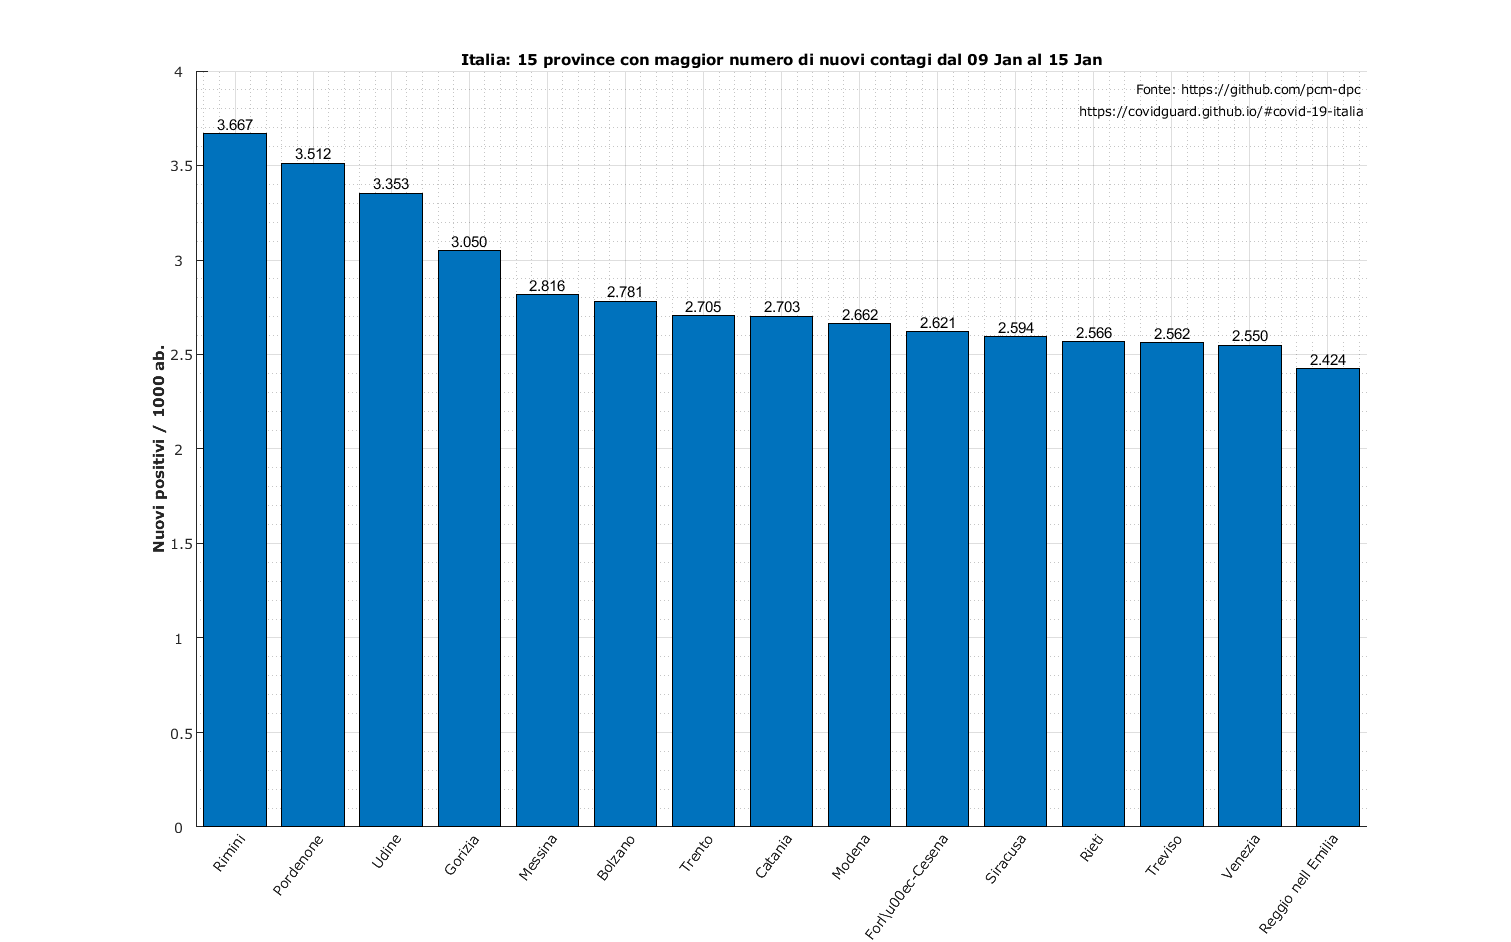 Italia: 15 province con maggior numero di nuovi contagi dal 09 Jan al 15 Jan
Fonte: https://github.com/pcm-dpc
https://covidguard.github.io/#covid-19-italia
Nuovi positivi / 1000 ab.
4
3.5
3
2.5
2
1.5
1
0.5
0
3.667
3.512
3.353
3.050
2.816
2.781
2.705
2.703
2.662
2.621
2.594
2.566
2.562
2.550
2.424
Rimini
Pordenone
Udine
Gorizia
Messina
Bolzano
Trento
Catania
Modena
Forl\u00ec-Cesena
Siracusa
Rieti
Treviso
Venezia
Reggio nell Emilia